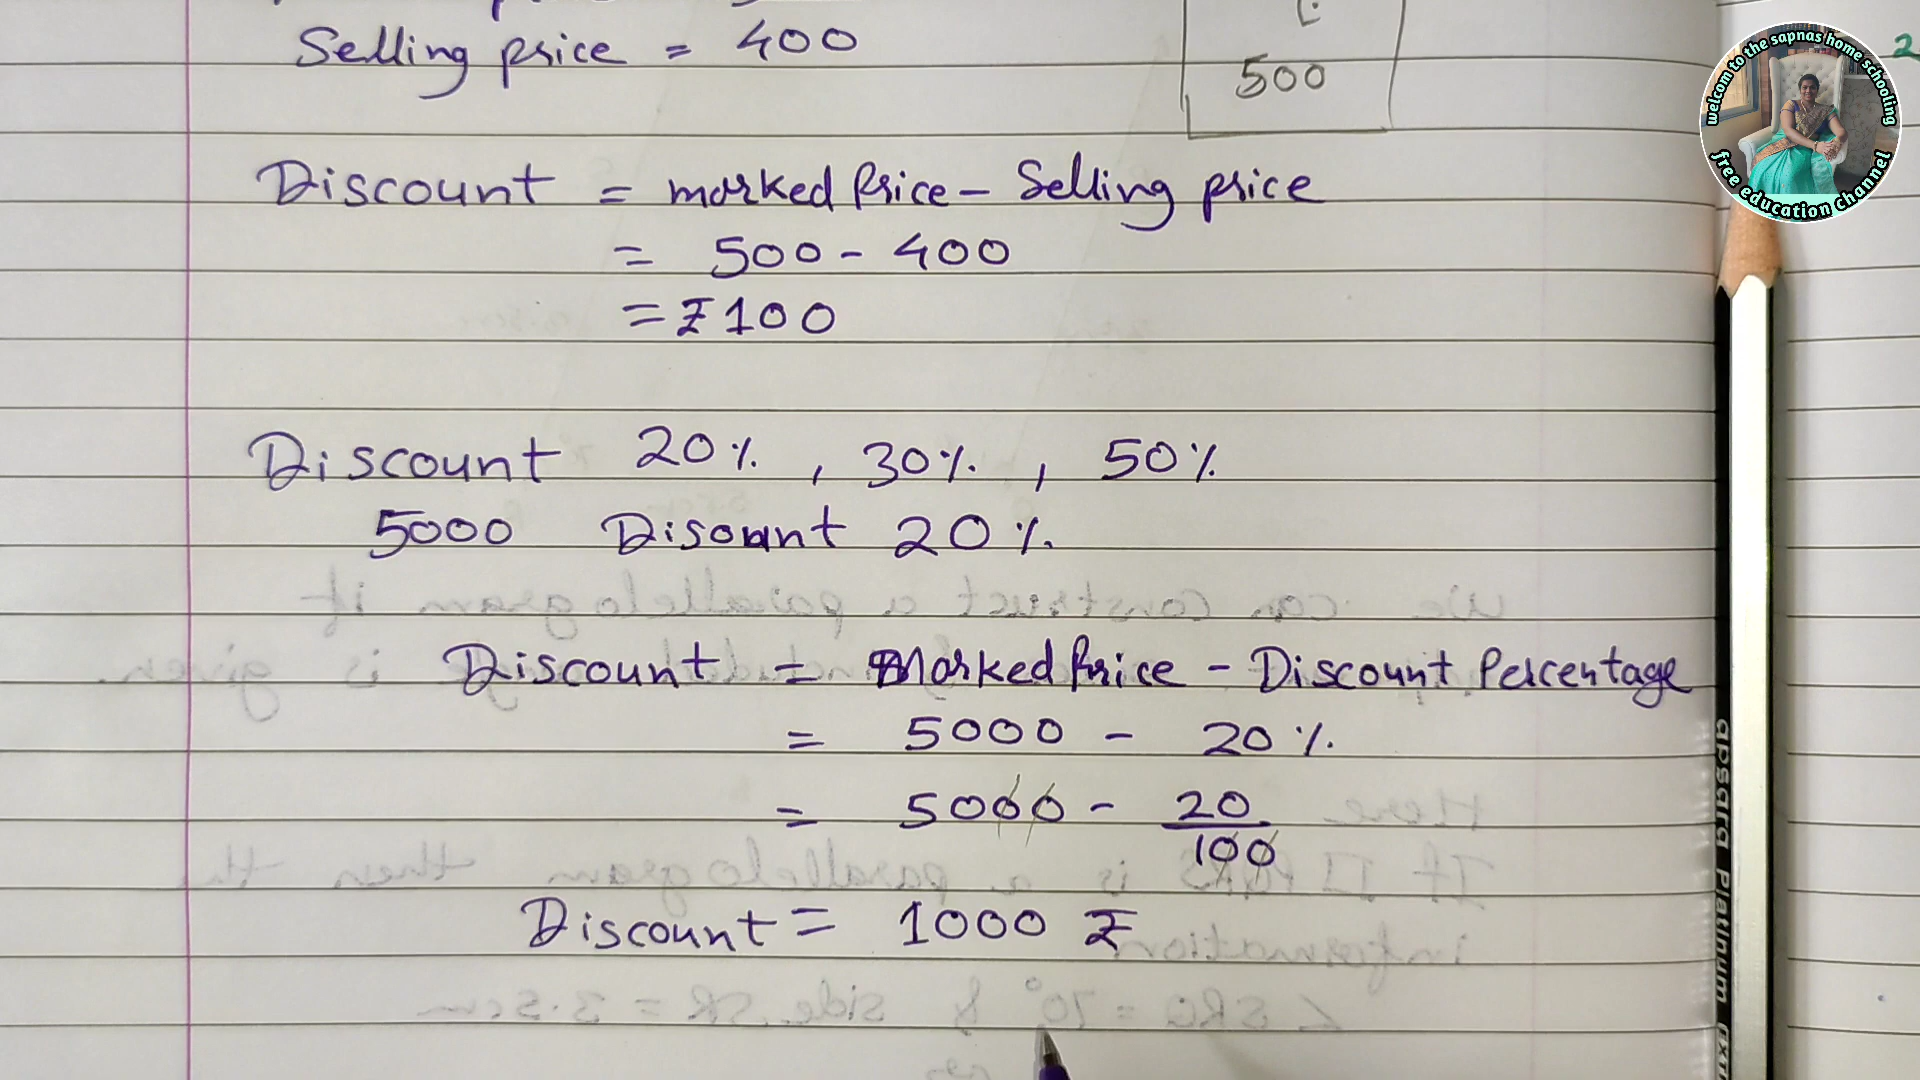 Selling price = 400
500
Discount = marked Price - Selling price
= 500 - 400
= ₹100
Discount 20%, 30%, 50%
5000 Disount 20%
Discount = Marked Price - Discount Percentage
= 5000 - 20%
= 5000 - 20/100
Discount = 1000 ₹
welcom to the sapnas home schooling
free education channel
2
apsara Platinum